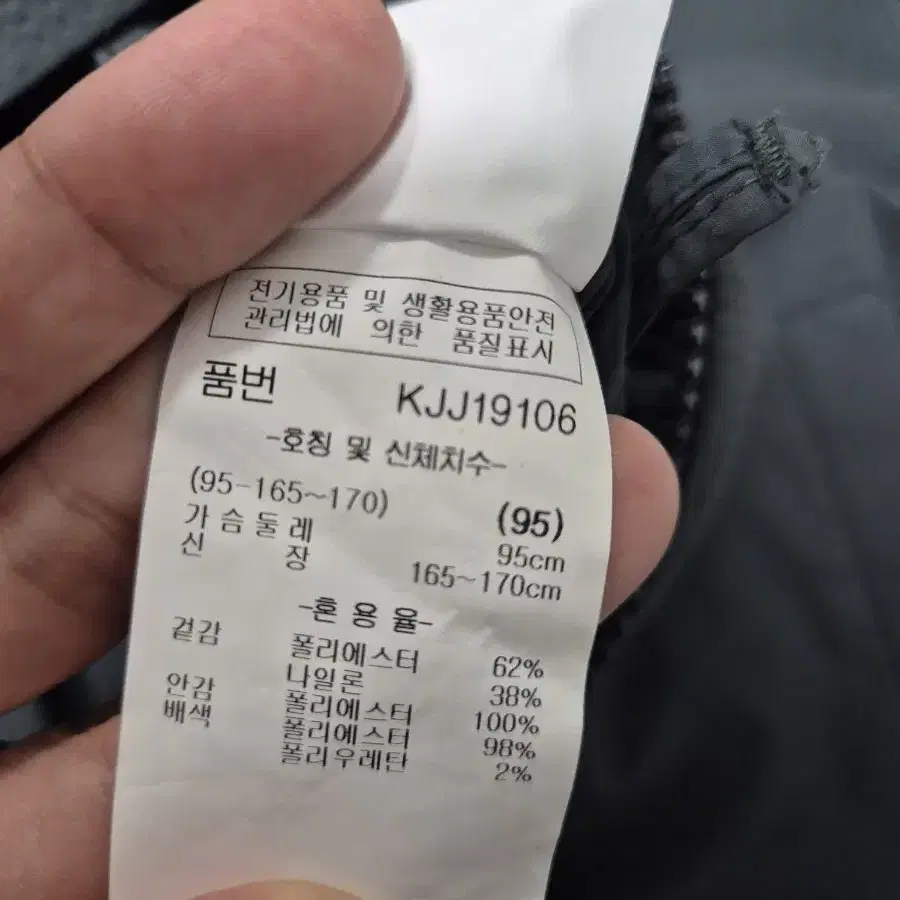 전기용품 및 생활용품안전
관리법에 의한 품질표시
품번 KJJ19106
-호칭 및 신체치수-
(95-165~170) (95)
가슴둘레 95cm
신장 165~170cm
-혼용율-
겉감 폴리에스터 62%
나일론 38%
안감 폴리에스터 100%
배색 폴리에스터 98%
폴리우레탄 2%